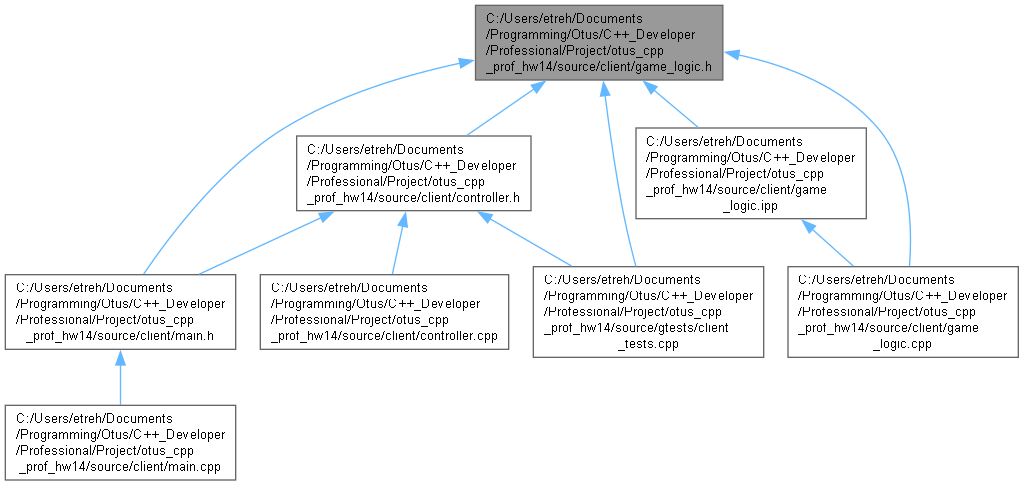 C:/Users/etreh/Documents
/Programming/Otus/C++_Developer
/Professional/Project/otus_cpp
_prof_hw14/source/client/game_logic.h
C:/Users/etreh/Documents
/Programming/Otus/C++_Developer
/Professional/Project/otus_cpp
_prof_hw14/source/client/controller.h
C:/Users/etreh/Documents
/Programming/Otus/C++_Developer
/Professional/Project/otus_cpp
_prof_hw14/source/client/game
_logic.ipp
C:/Users/etreh/Documents
/Programming/Otus/C++_Developer
/Professional/Project/otus_cpp
_prof_hw14/source/client/main.h
C:/Users/etreh/Documents
/Programming/Otus/C++_Developer
/Professional/Project/otus_cpp
_prof_hw14/source/client/controller.cpp
C:/Users/etreh/Documents
/Programming/Otus/C++_Developer
/Professional/Project/otus_cpp
_prof_hw14/source/gtests/client
_tests.cpp
C:/Users/etreh/Documents
/Programming/Otus/C++_Developer
/Professional/Project/otus_cpp
_prof_hw14/source/client/game
_logic.cpp
C:/Users/etreh/Documents
/Programming/Otus/C++_Developer
/Professional/Project/otus_cpp
_prof_hw14/source/client/main.cpp